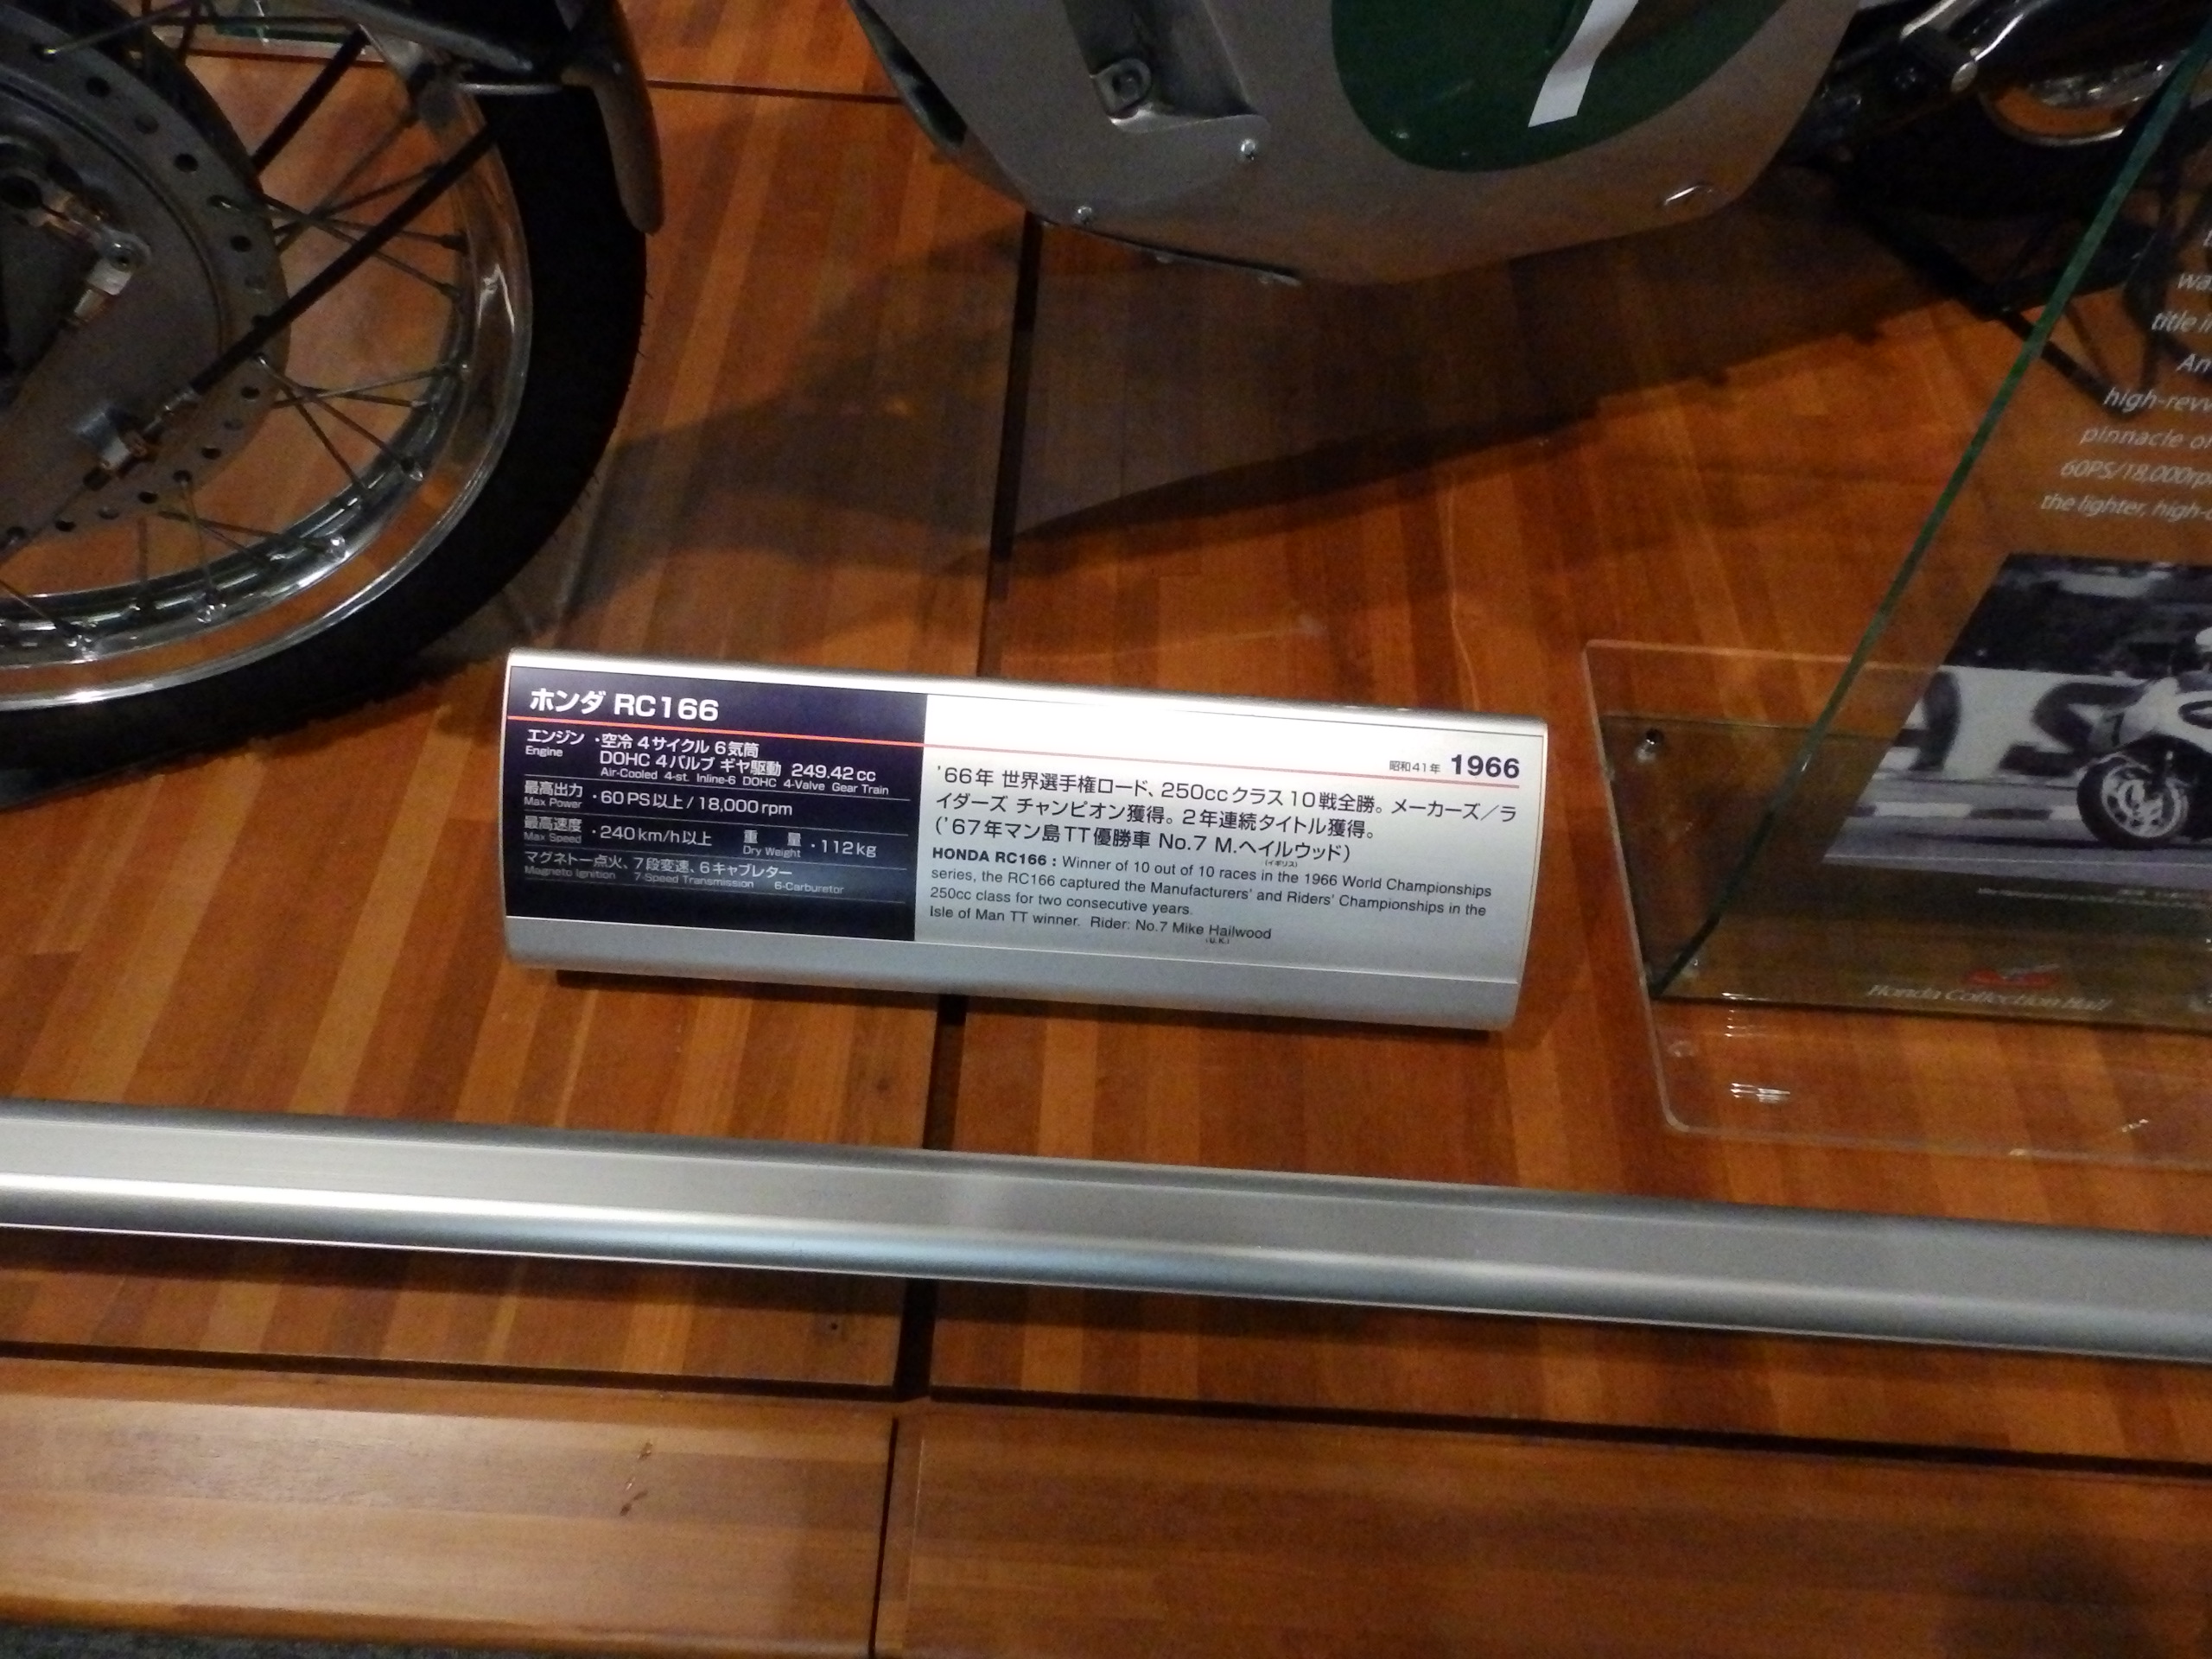 ホンダ RC166
エンジン ・空冷 4サイクル 6気筒
Engine DOHC 4バルブ ギヤ駆動 249.42cc
Air-Cooled 4-st. Inline-6 DOHC 4-Valve Gear Train
最高出力 ・60PS以上/18,000rpm
Max Power
最高速度 ・240km/h以上 重 量 ・112kg
Max Speed Dry Weight
マグネトー点火、7段変速、6キャブレター
Magneto Ignition 7-Speed Transmission 6-Carburetor
昭和41年 1966
'66年 世界選手権ロード、250ccクラス10戦全勝。メーカーズ／ラ
イダーズ チャンピオン獲得。2年連続タイトル獲得。
('67年マン島TT優勝車 No.7 M.ヘイルウッド)
(イギリス)
HONDA RC166 : Winner of 10 out of 10 races in the 1966 World Championships
series, the RC166 captured the Manufacturers' and Riders' Championships in the
250cc class for two consecutive years.
Isle of Man TT winner. Rider: No.7 Mike Hailwood
(U.K.)
title
high-revv
pinnacle
60PS/18,000rp
the lighter, high-
AS
Honda Collection Hall